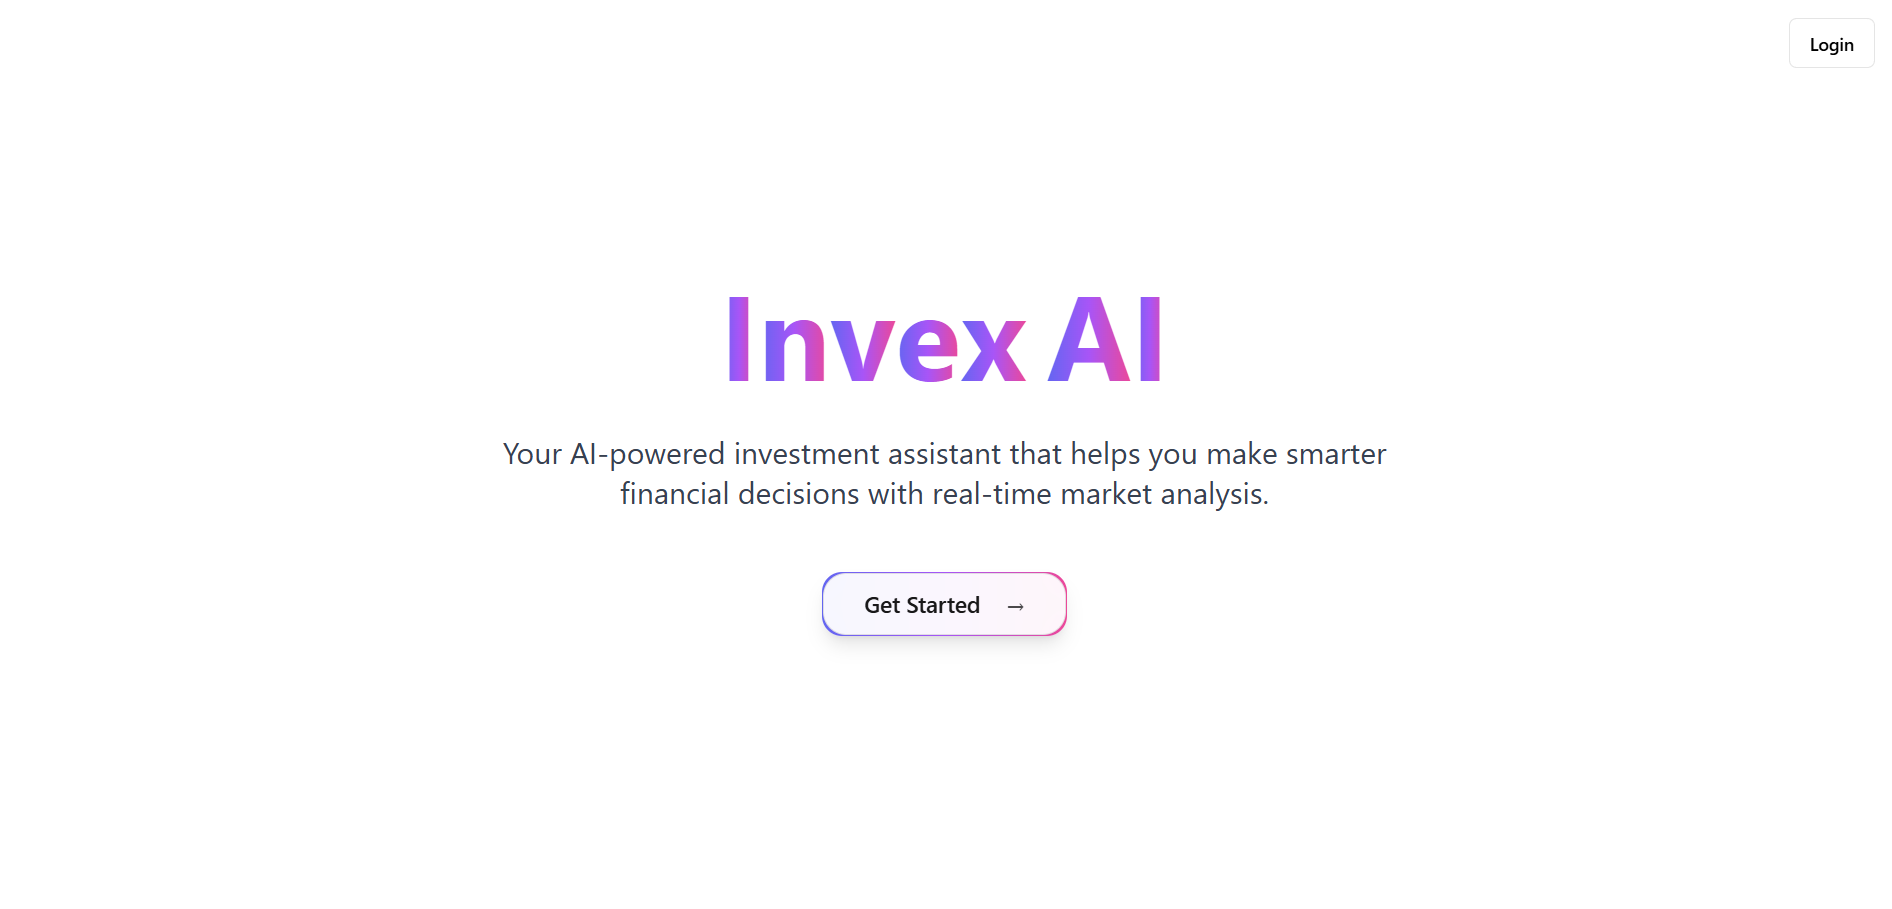 Login
Invex AI
Your AI-powered investment assistant that helps you make smarter
financial decisions with real-time market analysis.
Get Started →